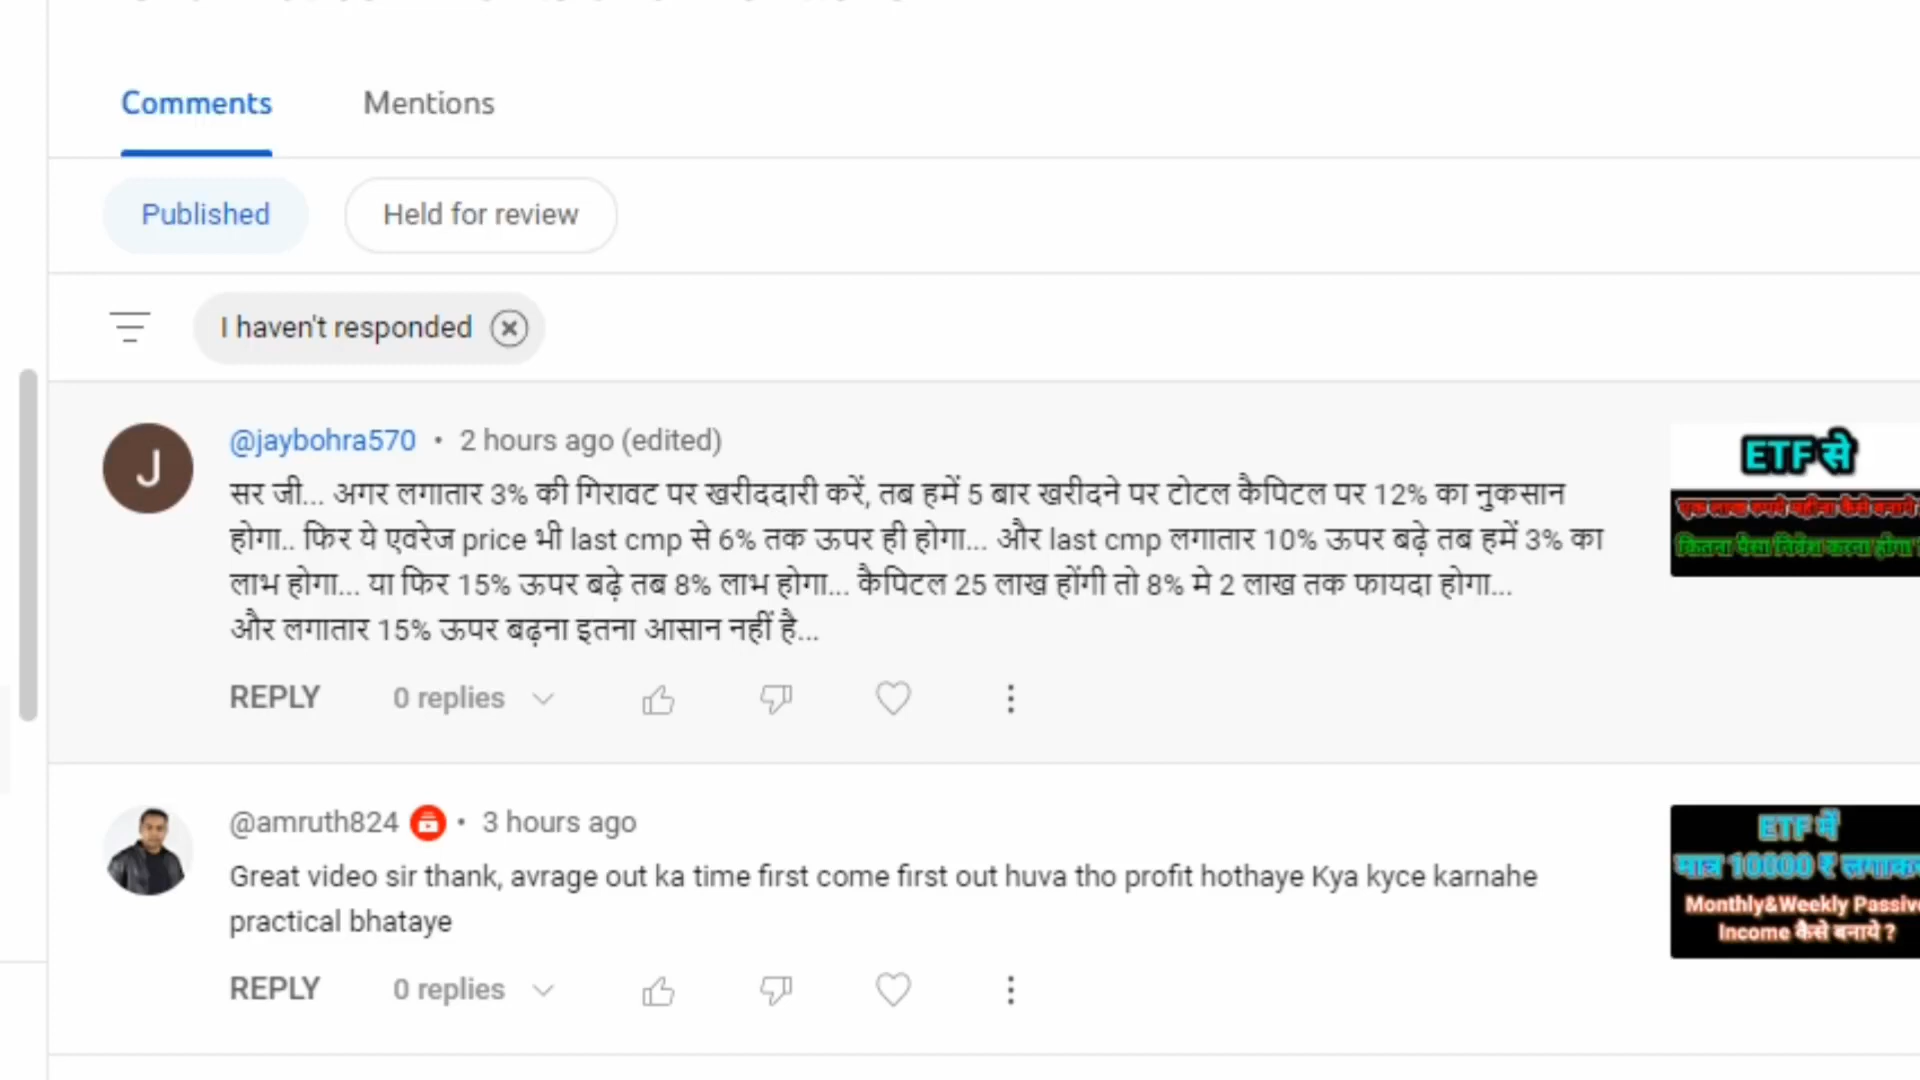 Comments
Mentions
Published
Held for review
I haven't responded
J
@jaybohra570 • 2 hours ago (edited)
सर जी... अगर लगातार 3% की गिरावट पर खरीददारी करें, तब हमें 5 बार खरीदने पर टोटल कैपिटल पर 12% का नुकसान
होगा.. फिर ये एवरेज price भी last cmp से 6% तक ऊपर ही होगा... और last cmp लगातार 10% ऊपर बढ़े तब हमें 3% का
लाभ होगा... या फिर 15% ऊपर बढ़े तब 8% लाभ होगा... कैपिटल 25 लाख होंगी तो 8% मे 2 लाख तक फायदा होगा...
और लगातार 15% ऊपर बढ़ना इतना आसान नहीं है...
REPLY
0 replies
ETF से
एक लाख रुपये महीना कैसे बनाये
कितना पैसा निवेश करना होगा
@amruth824 • 3 hours ago
Great video sir thank, avrage out ka time first come first out huva tho profit hothaye Kya kyce karnahe
practical bhataye
REPLY
0 replies
ETF में
मात्र 10000 ₹ लगाकर
Monthly&Weekly Passive
Income कैसे बनाये ?